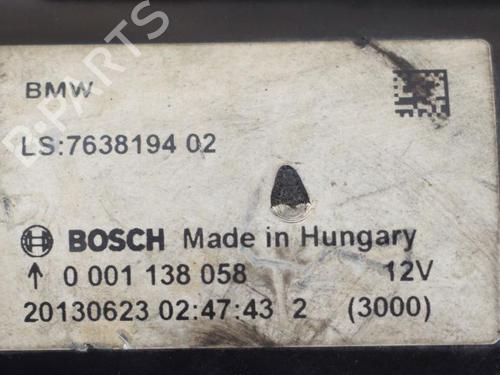 B-PARTS
BMW
LS:7638194 02
BOSCH Made in Hungary
↑ 0 001 138 058 12V
20130623 02:47:43 2 (3000)